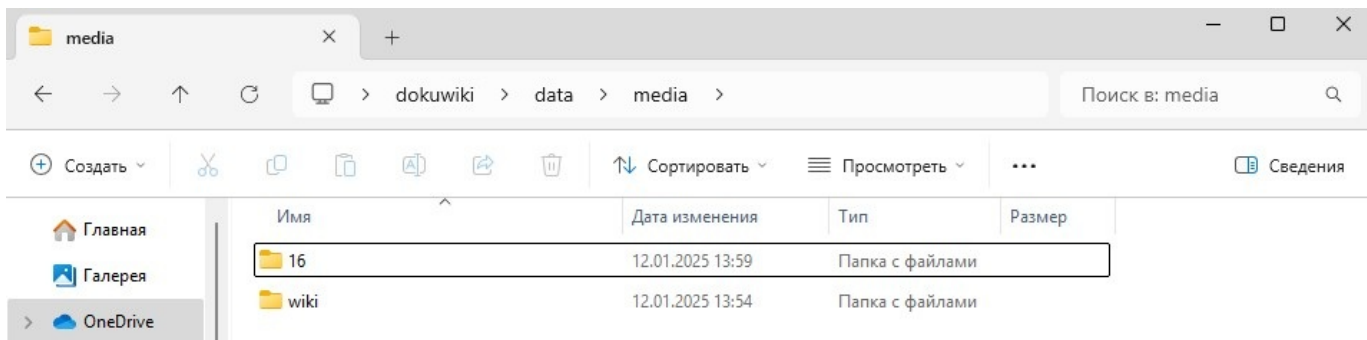 media
dokuwiki > data > media >
Поиск в: media
Создать
Сортировать
Просмотреть
Сведения
Главная
Галерея
OneDrive
Имя Дата изменения Тип Размер
16 12.01.2025 13:59 Папка с файлами
wiki 12.01.2025 13:54 Папка с файлами